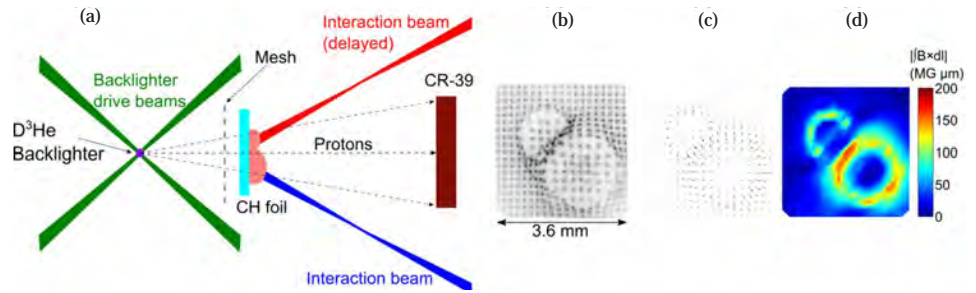 (a)
Interaction beam
(delayed)
Mesh
CR-39
Backlighter
drive beams
D³He
Backlighter
Protons
CH foil
Interaction beam
(b)
3.6 mm
(c)
(d)
|∫B×dl|
(MG μm)
200
150
100
50
0